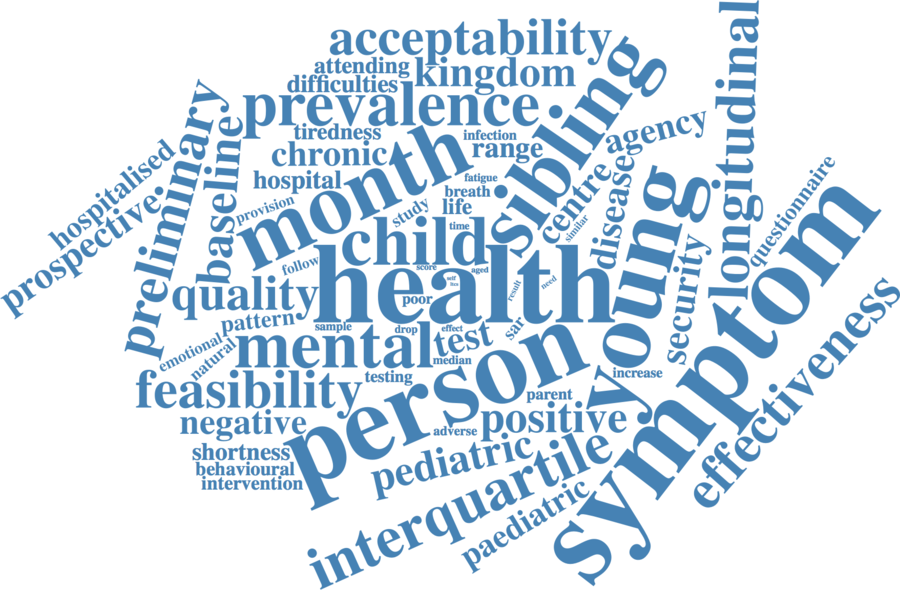 acceptability
attending
kingdom
difficulties
prevalence
sibling
longitudinal
preliminary
baseline
tiredness
month
infection
range
agency
chronic
centre
hospitalised
prospective
hospital
fatigue
breath
life
disease
young
questionnaire
provision
study
time
similar
child
follow
score
aged
health
security
symptom
quality
poor
result
need
pattern
sample
drop
effect
sar
emotional
natural
mental
test
median
person
feasibility
testing
increase
effectiveness
parent
negative
adverse
positive
shortness
behavioural
intervention
pediatric
interquartile
paediatric